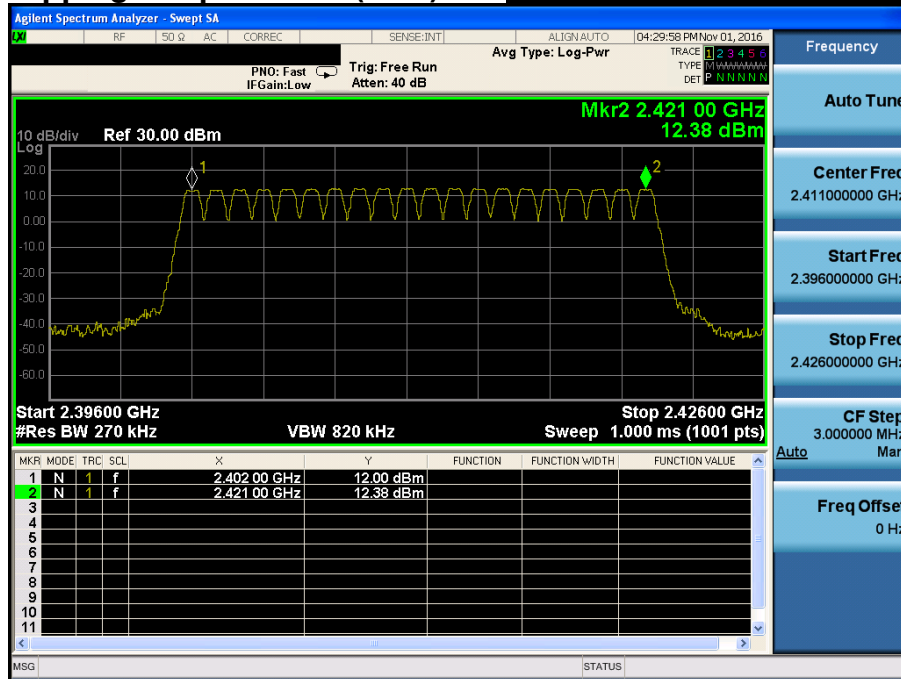 Agilent Spectrum Analyzer - Swept SA
LXI RF 50 Ω AC CORREC SENSE:INT ALIGN AUTO 04:29:58 PM Nov 01, 2016
Frequency
PNO: Fast
IFGain:Low
Trig: Free Run
Atten: 40 dB
Avg Type: Log-Pwr
TRACE 1 2 3 4 5 6
TYPE M WWWWW
DET P N N N N N
Auto Tune
Mkr2 2.421 00 GHz
12.38 dBm
10 dB/div Ref 30.00 dBm
Log
1
2
20.0
10.0
0.00
-10.0
-20.0
-30.0
-40.0
-50.0
-60.0
Center Freq
2.411000000 GHz
Start Freq
2.396000000 GHz
Stop Freq
2.426000000 GHz
Start 2.39600 GHz Stop 2.42600 GHz
#Res BW 270 kHz VBW 820 kHz Sweep 1.000 ms (1001 pts)
CF Step
3.000000 MHz
Auto Man
MKR MODE TRC SCL X Y FUNCTION FUNCTION WIDTH FUNCTION VALUE
1 N 1 f 2.402 00 GHz 12.00 dBm
2 N 1 f 2.421 00 GHz 12.38 dBm
3
4
5
6
7
8
9
10
11
Freq Offset
0 Hz
MSG STATUS